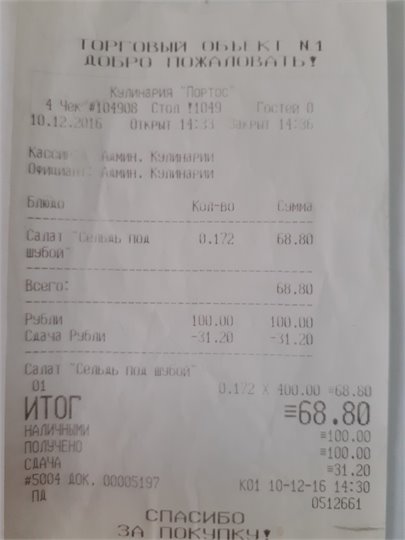 ТОРГОВЫЙ ОБЪЕКТ N1
ДОБРО ПОЖАЛОВАТЬ!
Кулинария "Портос"
4 Чек #104908 Стол !1049 Гостей 0
10.12.2016 Открыт 14:33 Закрыт 14:36
Кассир: Админ. Кулинарии
Официант: Админ. Кулинарии
Блюдо Кол-во Сумма
Салат "Сельдь под 0.172 68.80
шубой"
Всего: 68.80
Рубли 100.00 100.00
Сдача Рубли -31.20 -31.20
Салат "Сельдь под шубой"
01 0.172 X 400.00 =68.80
ИТОГ ≡68.80
НАЛИЧНЫМИ ≡100.00
ПОЛУЧЕНО ≡100.00
СДАЧА ≡31.20
#5004 ДОК. 00005197 К01 10-12-16 14:30
ПД 0512661
СПАСИБО
ЗА ПОКУПКУ!